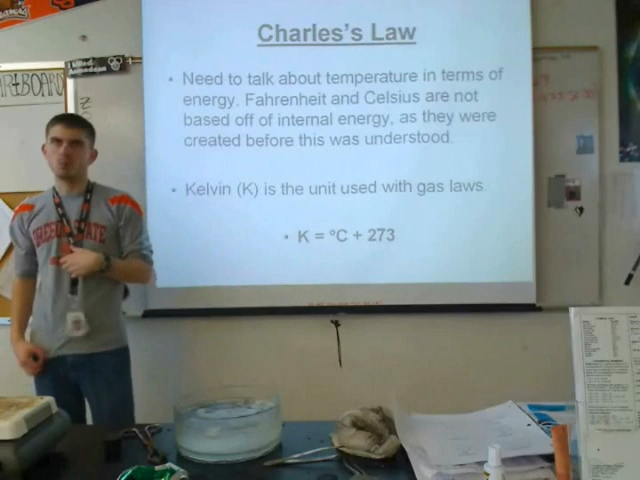 Charles's Law
• Need to talk about temperature in terms of
energy. Fahrenheit and Celsius are not
based off of internal energy, as they were
created before this was understood.
• Kelvin (K) is the unit used with gas laws.
• K = °C + 273